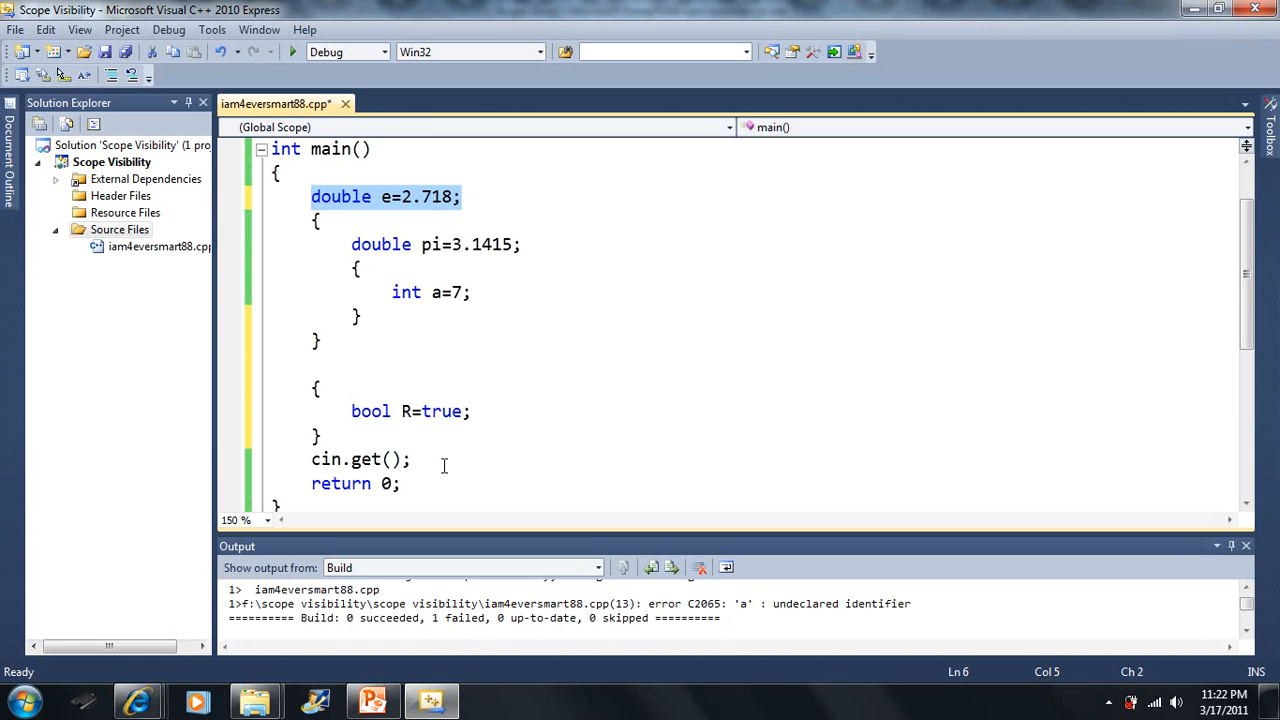 Scope Visibility - Microsoft Visual C++ 2010 Express
File Edit View Project Debug Tools Window Help
Debug Win32
Solution Explorer
iam4eversmart88.cpp*
(Global Scope) main()
Document Outline
Toolbox
Solution 'Scope Visibility' (1 proj
Scope Visibility
External Dependencies
Header Files
Resource Files
Source Files
iam4eversmart88.cpp
int main()
{
double e=2.718;
{
double pi=3.1415;
{
int a=7;
}
}
{
bool R=true;
}
cin.get();
return 0;
}
150 %
Output
Show output from: Build
1> iam4eversmart88.cpp
1>f:\scope visibility\scope visibility\iam4eversmart88.cpp(13): error C2065: 'a' : undeclared identifier
========== Build: 0 succeeded, 1 failed, 0 up-to-date, 0 skipped ==========
Ready Ln 6 Col 5 Ch 2 INS
11:22 PM
3/17/2011